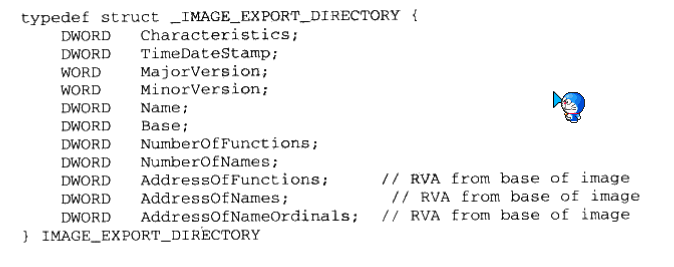 typedef struct _IMAGE_EXPORT_DIRECTORY {
DWORD Characteristics;
DWORD TimeDateStamp;
WORD MajorVersion;
WORD MinorVersion;
DWORD Name;
DWORD Base;
DWORD NumberOfFunctions;
DWORD NumberOfNames;
DWORD AddressOfFunctions; // RVA from base of image
DWORD AddressOfNames; // RVA from base of image
DWORD AddressOfNameOrdinals; // RVA from base of image
} IMAGE_EXPORT_DIRECTORY